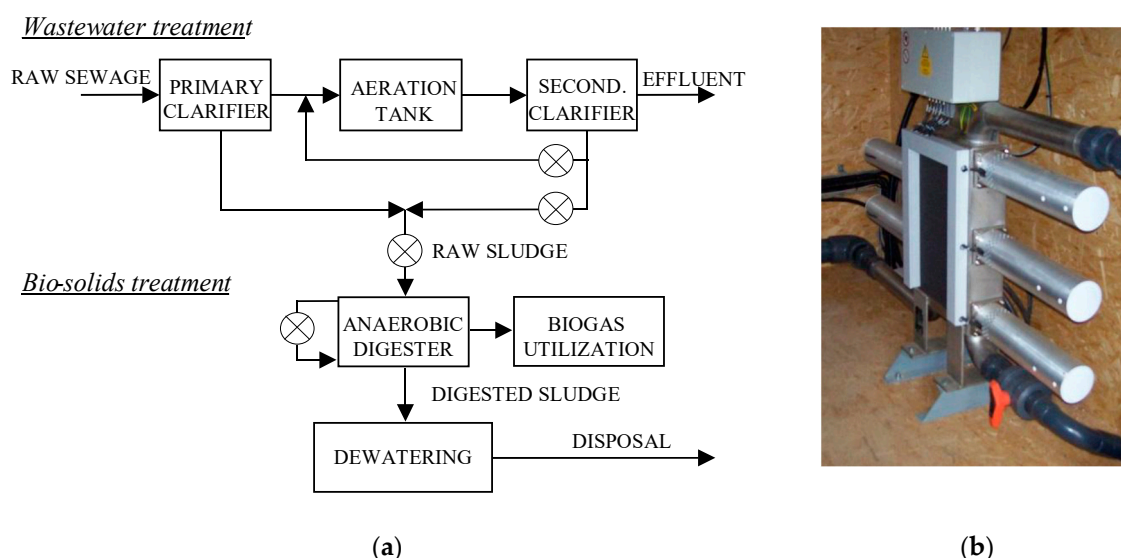 Wastewater treatment
RAW SEWAGE
PRIMARY
CLARIFIER
AERATION
TANK
SECOND.
CLARIFIER
EFFLUENT
RAW SLUDGE
Bio-solids treatment
ANAEROBIC
DIGESTER
BIOGAS
UTILIZATION
DIGESTED SLUDGE
DEWATERING
DISPOSAL
(a)
(b)